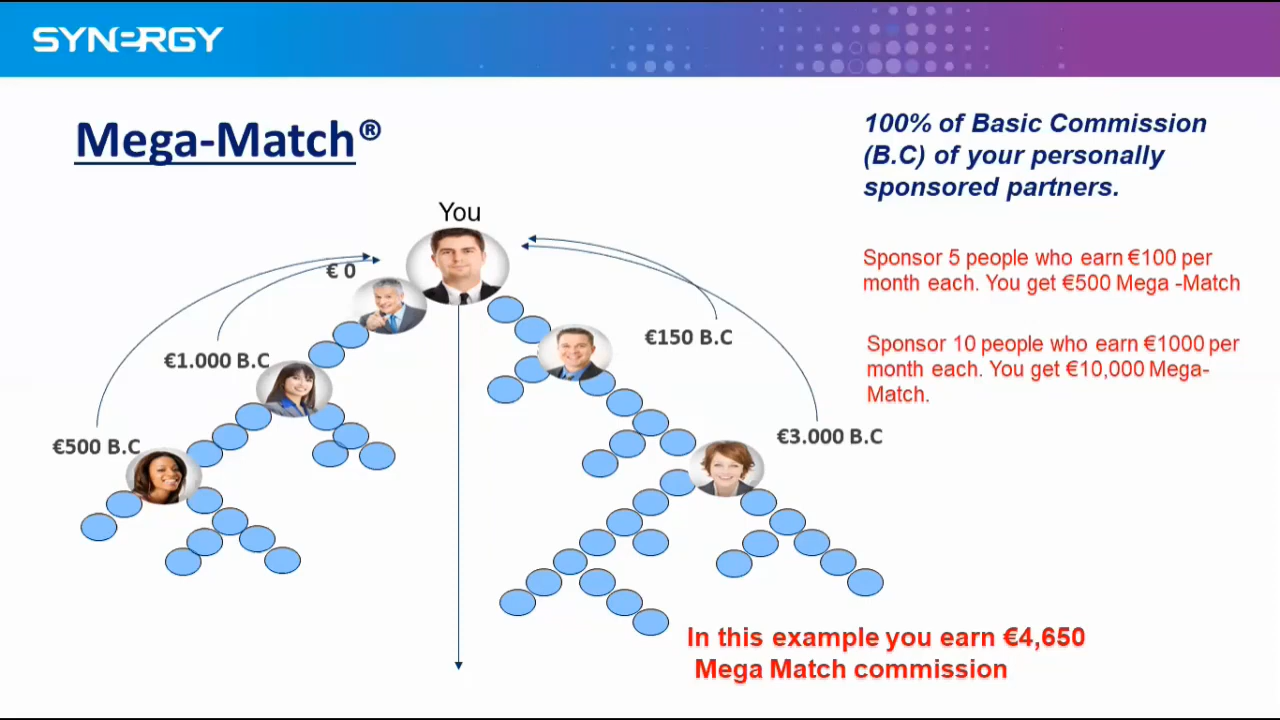 SYNERGY
Mega-Match®
100% of Basic Commission
(B.C) of your personally
sponsored partners.
You
€ 0
Sponsor 5 people who earn €100 per
month each. You get €500 Mega -Match
€150 B.C
€1.000 B.C
Sponsor 10 people who earn €1000 per
month each. You get €10,000 Mega-
Match.
€500 B.C
€3.000 B.C
In this example you earn €4,650
Mega Match commission